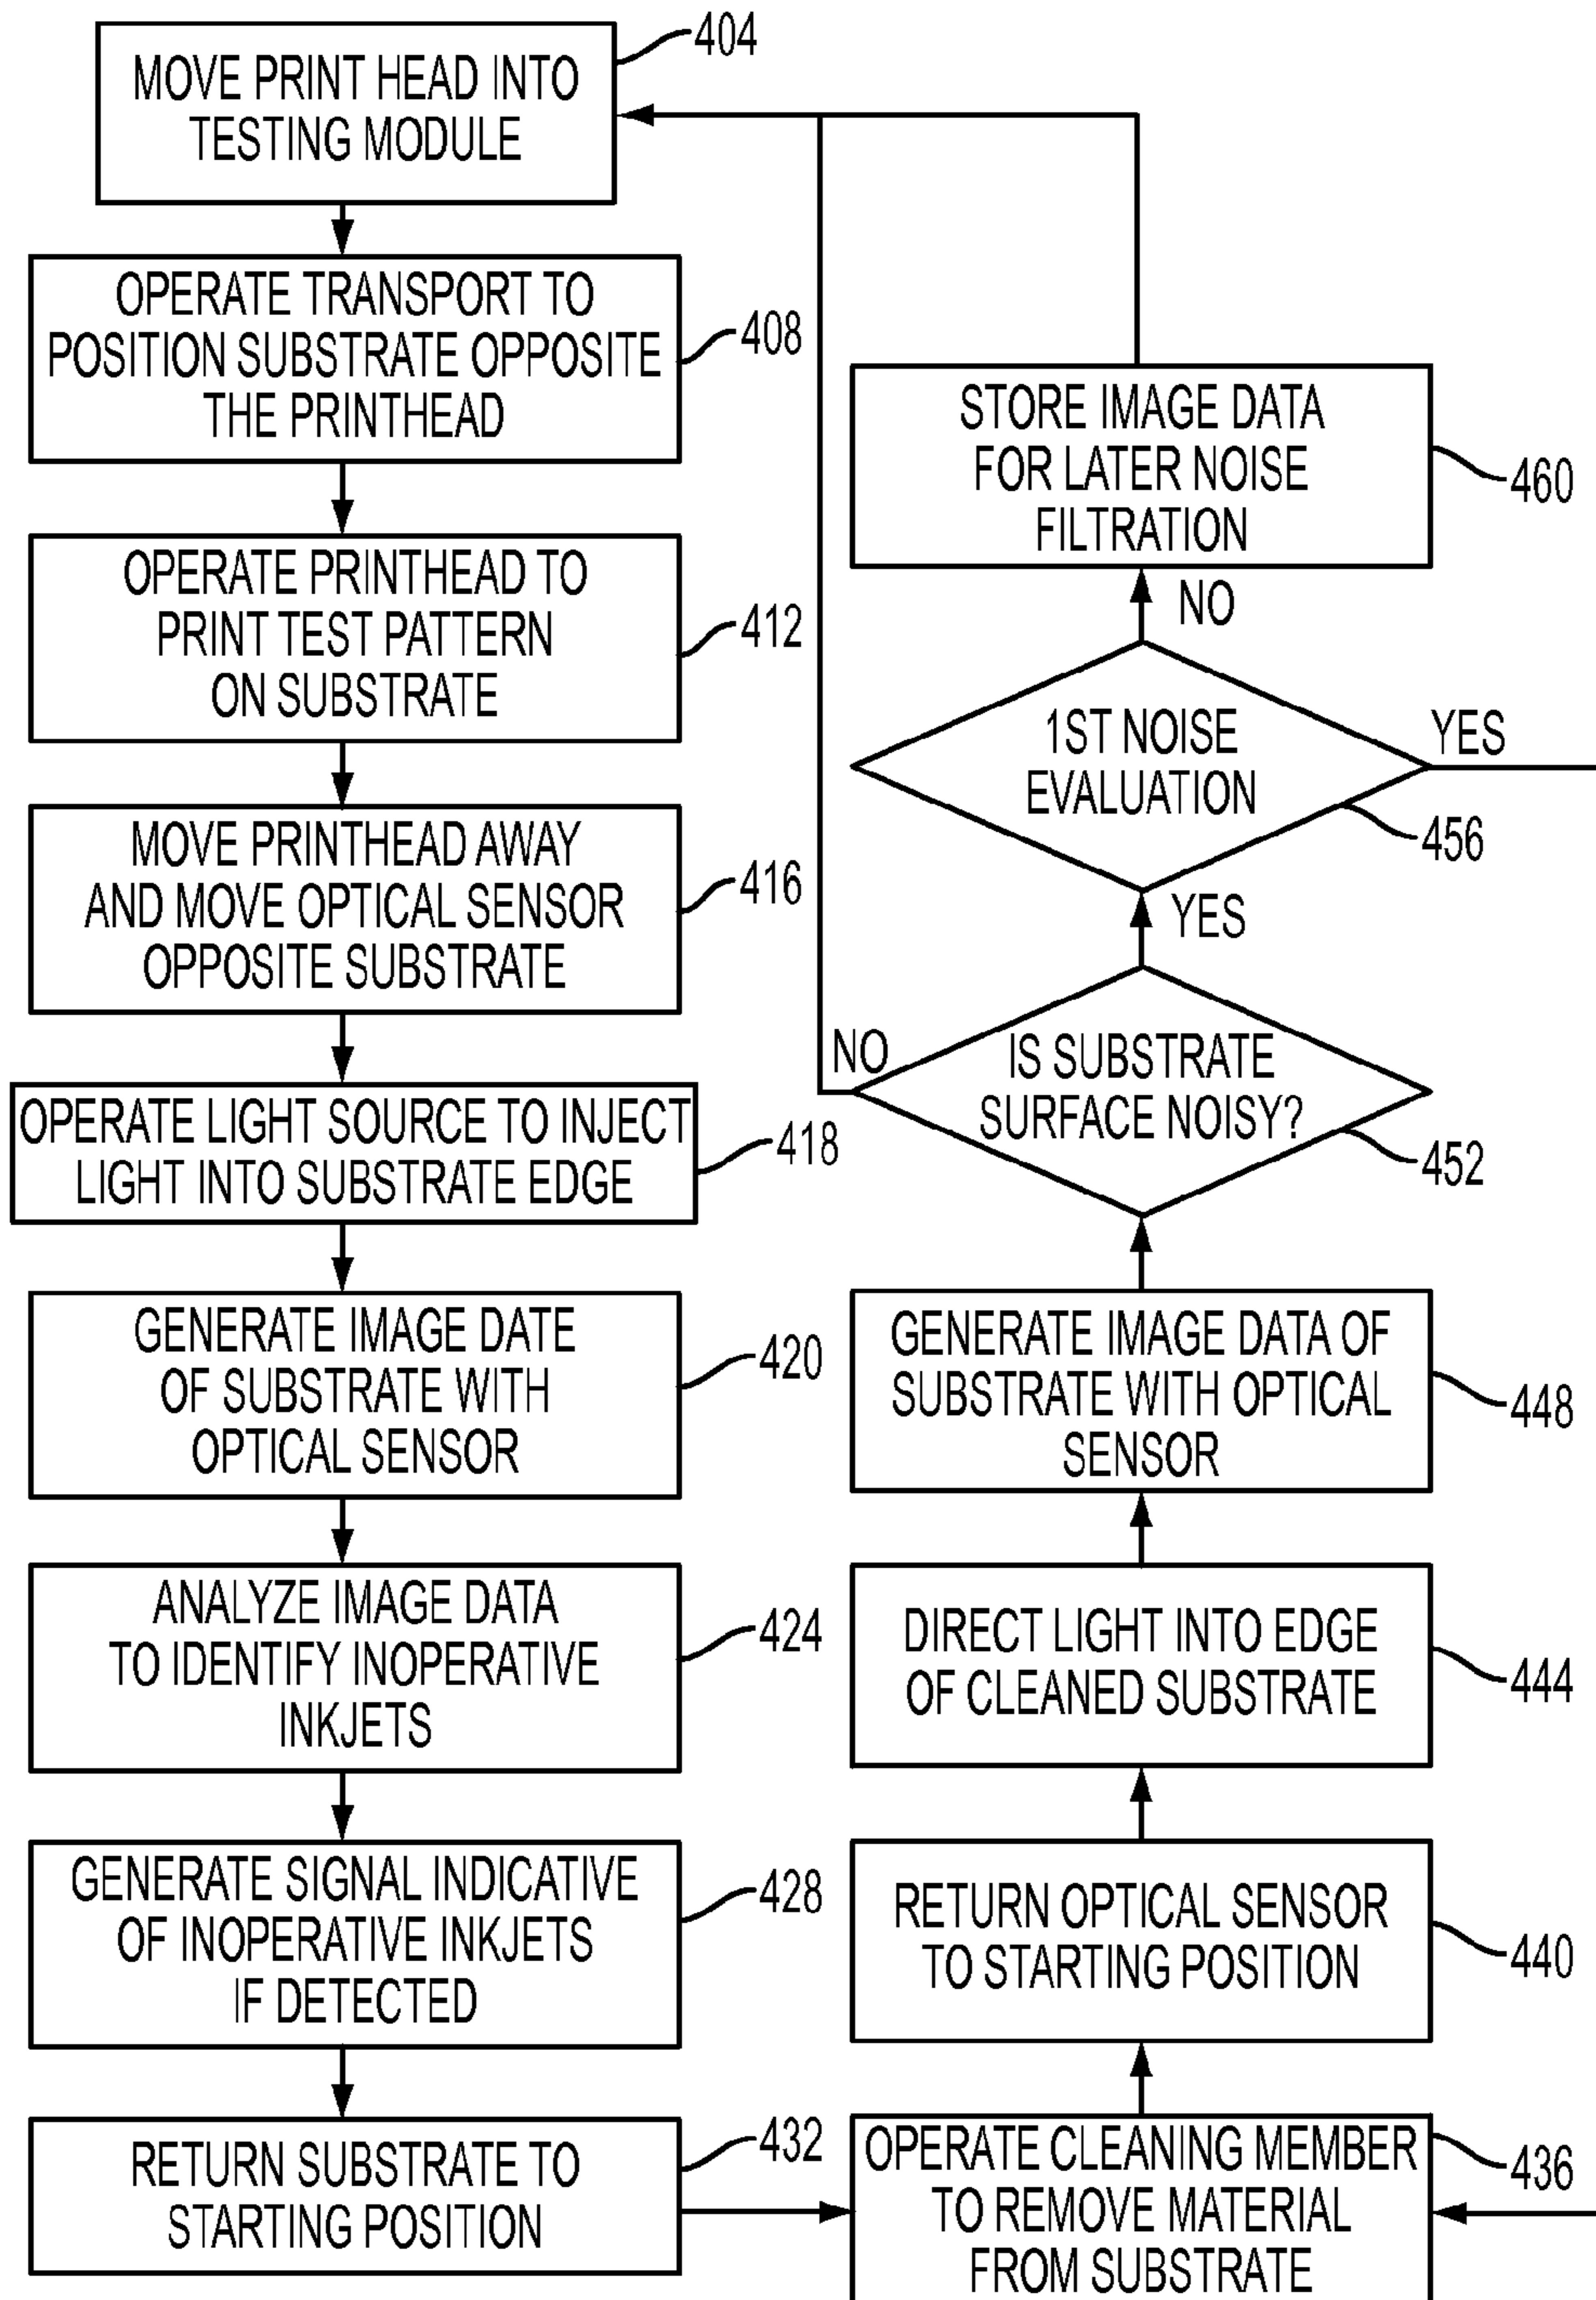 MOVE PRINT HEAD INTO
TESTING MODULE
404
OPERATE TRANSPORT TO
POSITION SUBSTRATE OPPOSITE
THE PRINTHEAD
408
OPERATE PRINTHEAD TO
PRINT TEST PATTERN
ON SUBSTRATE
412
MOVE PRINTHEAD AWAY
AND MOVE OPTICAL SENSOR
OPPOSITE SUBSTRATE
416
OPERATE LIGHT SOURCE TO INJECT
LIGHT INTO SUBSTRATE EDGE
418
GENERATE IMAGE DATE
OF SUBSTRATE WITH
OPTICAL SENSOR
420
ANALYZE IMAGE DATA
TO IDENTIFY INOPERATIVE
INKJETS
424
GENERATE SIGNAL INDICATIVE
OF INOPERATIVE INKJETS
IF DETECTED
428
RETURN SUBSTRATE TO
STARTING POSITION
432
OPERATE CLEANING MEMBER
TO REMOVE MATERIAL
FROM SUBSTRATE
436
RETURN OPTICAL SENSOR
TO STARTING POSITION
440
DIRECT LIGHT INTO EDGE
OF CLEANED SUBSTRATE
444
GENERATE IMAGE DATA OF
SUBSTRATE WITH OPTICAL
SENSOR
448
IS SUBSTRATE
SURFACE NOISY?
452
NO
YES
1ST NOISE
EVALUATION
456
YES
NO
STORE IMAGE DATA
FOR LATER NOISE
FILTRATION
460